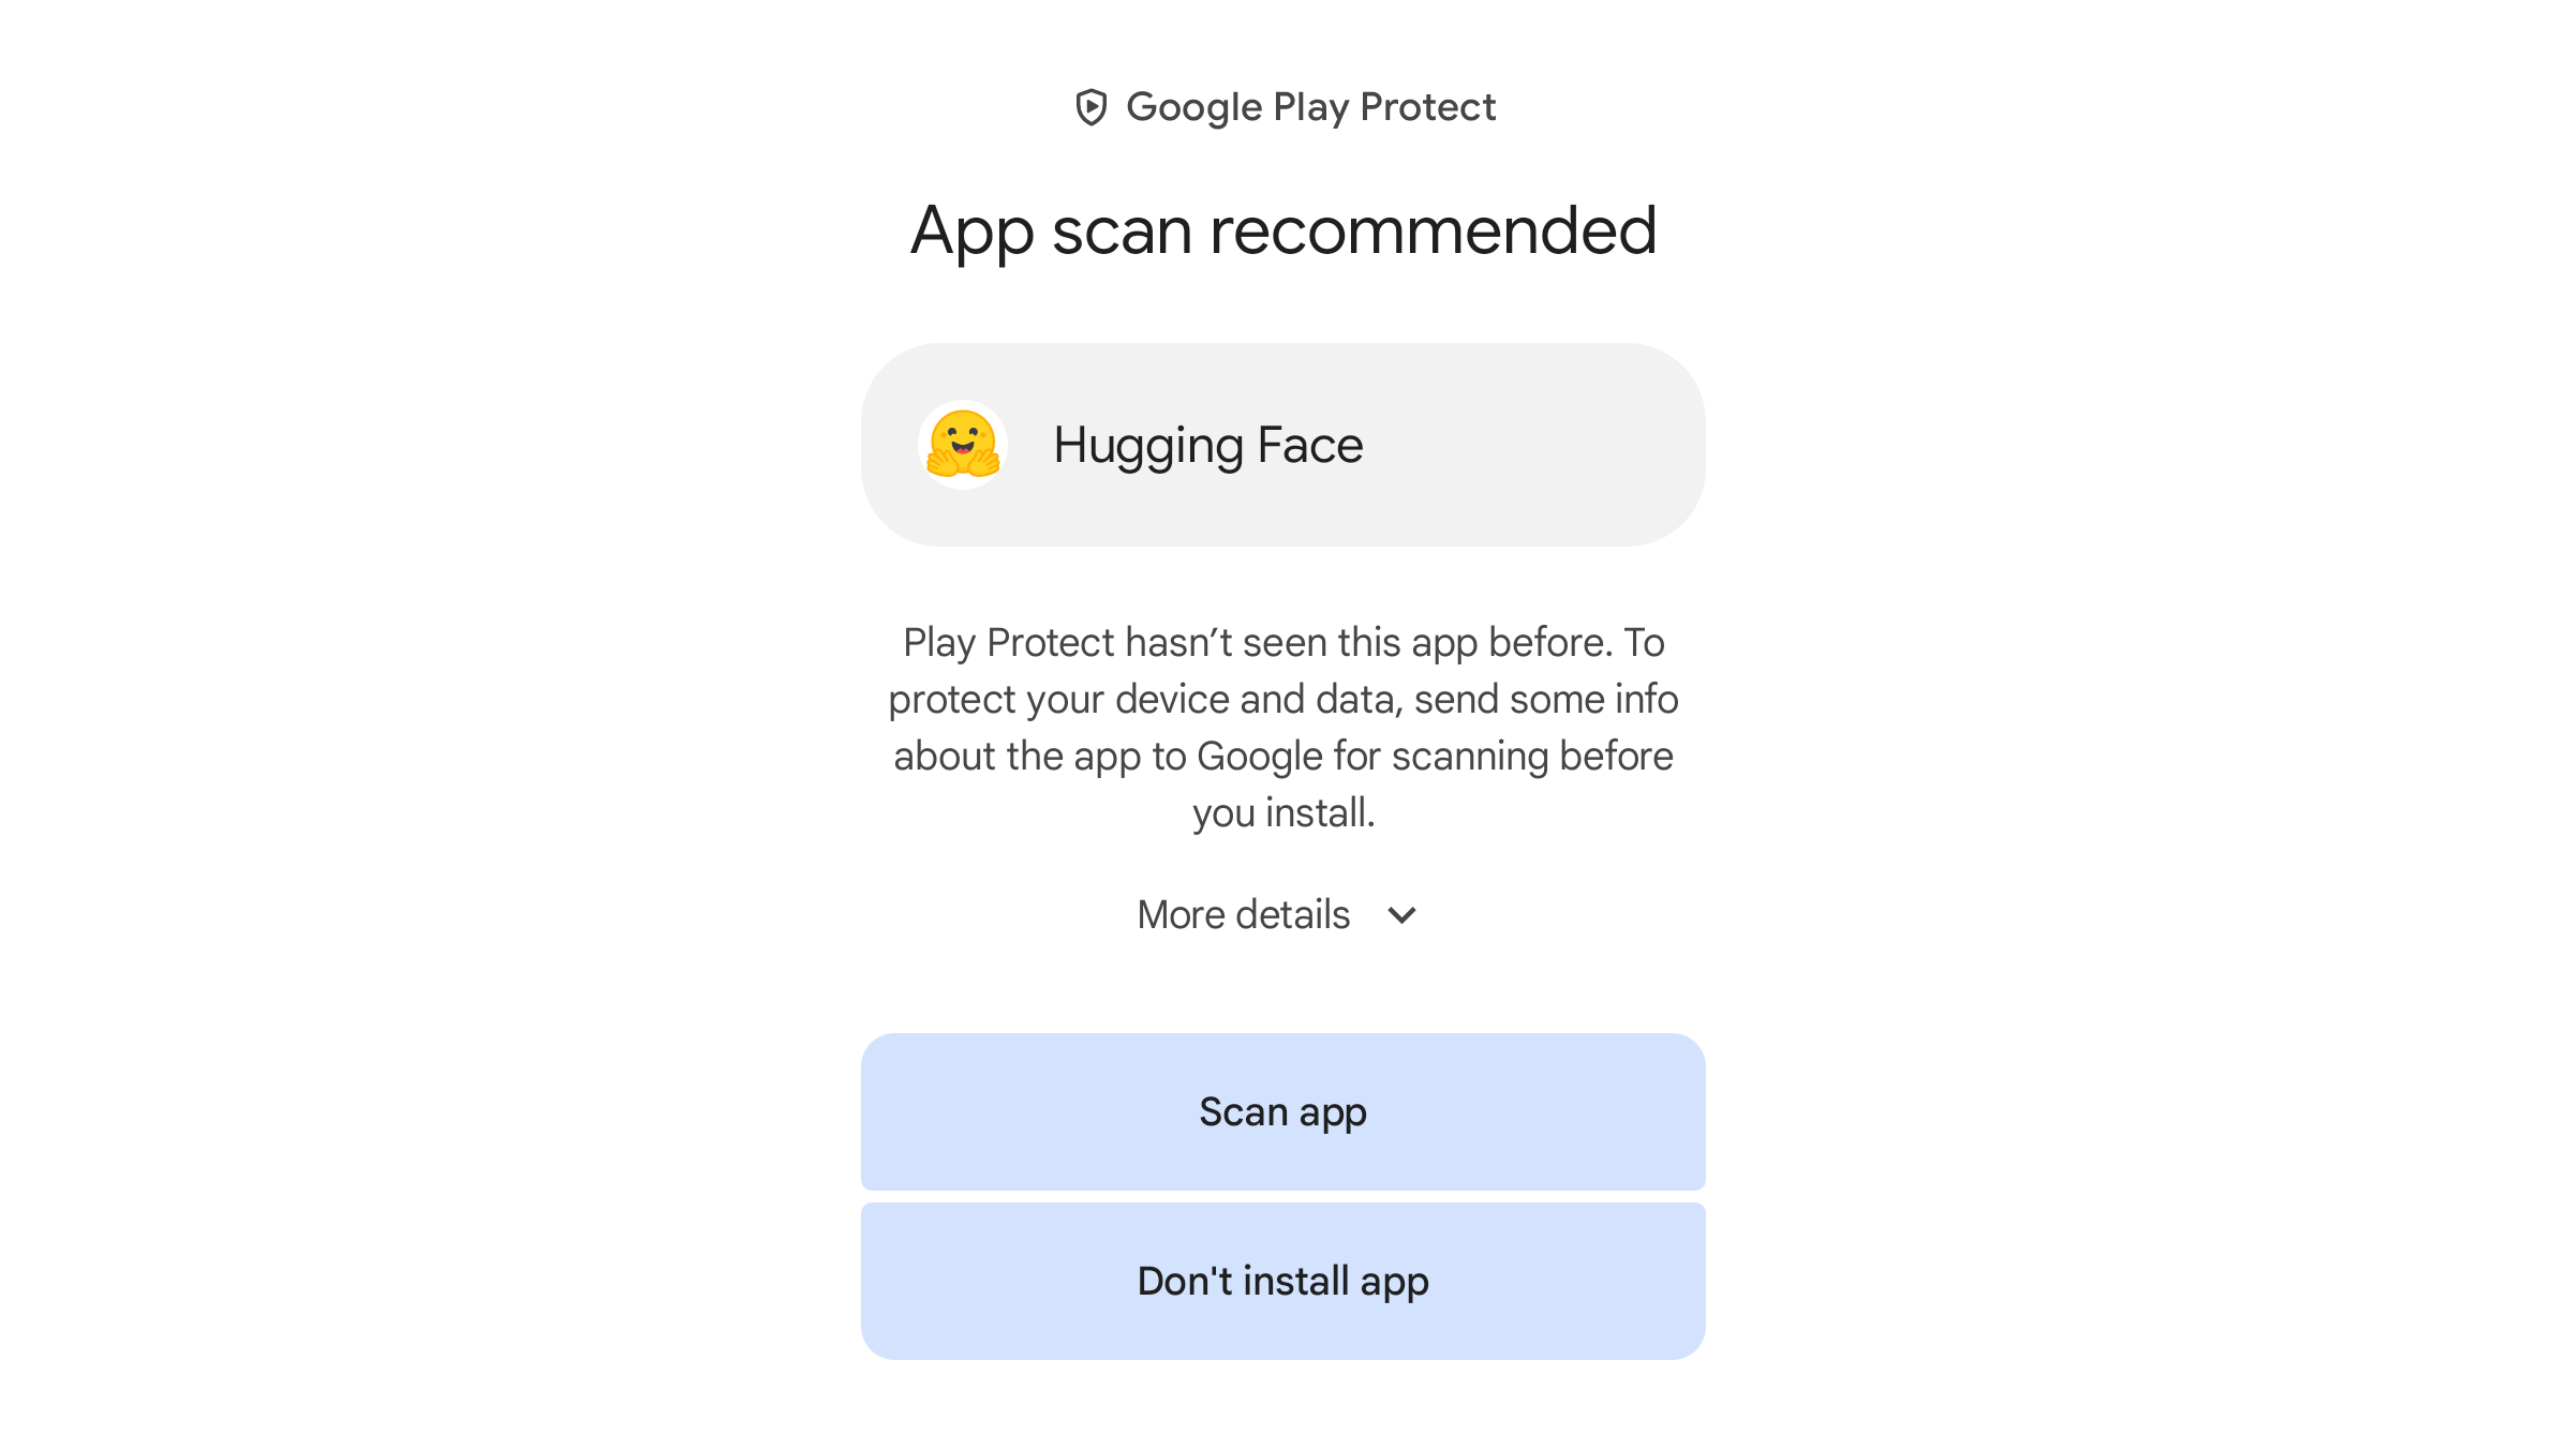 Google Play Protect
App scan recommended
Hugging Face
Play Protect hasn’t seen this app before. To
protect your device and data, send some info
about the app to Google for scanning before
you install.
More details
Scan app
Don't install app